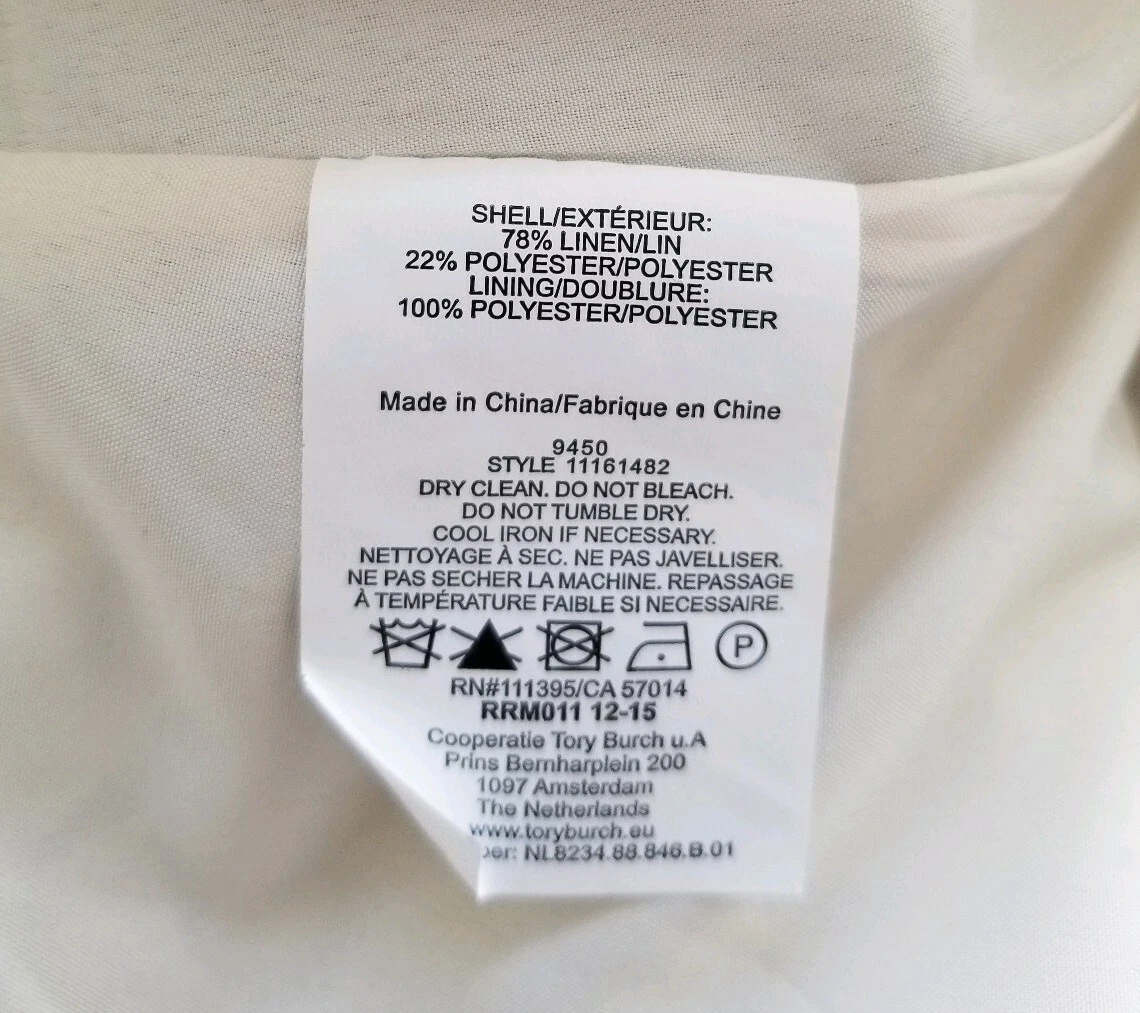 SHELL/EXTÉRIEUR:
78% LINEN/LIN
22% POLYESTER/POLYESTER
LINING/DOUBLURE:
100% POLYESTER/POLYESTER
Made in China/Fabrique en Chine
9450
STYLE 11161482
DRY CLEAN. DO NOT BLEACH.
DO NOT TUMBLE DRY.
COOL IRON IF NECESSARY.
NETTOYAGE À SEC. NE PAS JAVELLISER.
NE PAS SECHER LA MACHINE. REPASSAGE
À TEMPÉRATURE FAIBLE SI NECESSAIRE.
P
RN#111395/CA 57014
RRM011 12-15
Cooperatie Tory Burch u.A
Prins Bernharplein 200
1097 Amsterdam
The Netherlands
www.toryburch.eu
NL8234.88.846.B.01